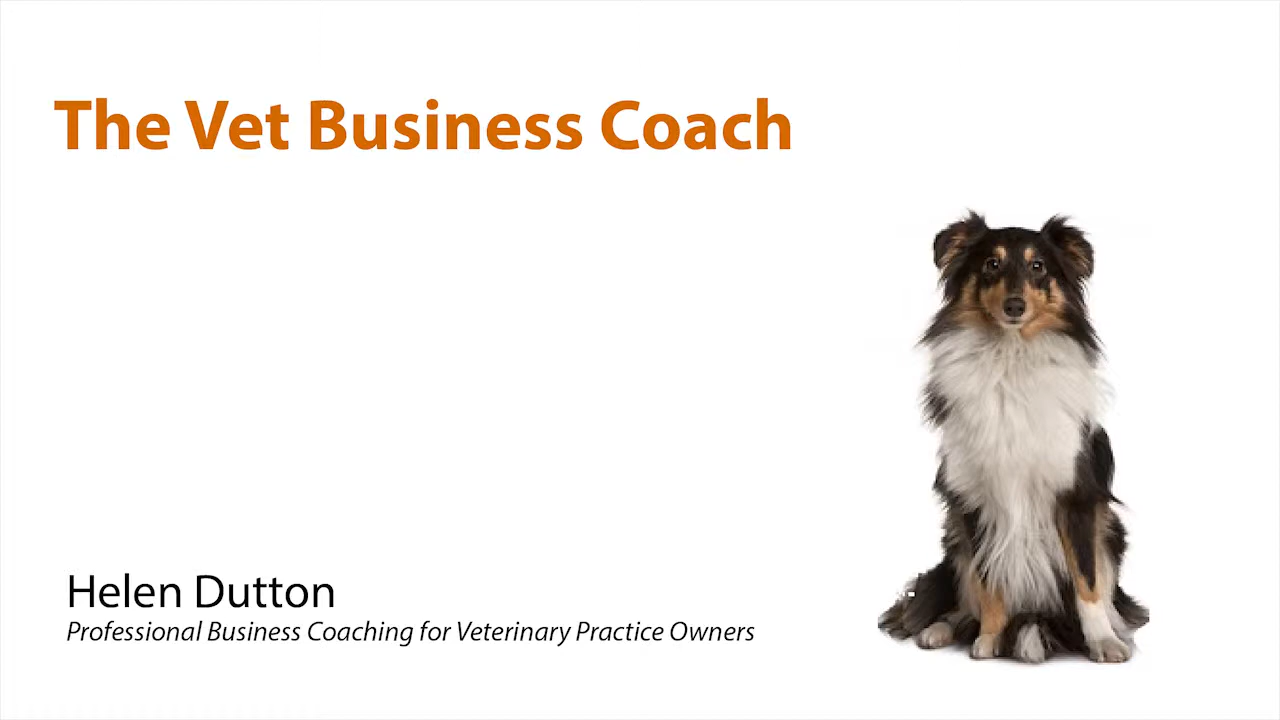 The Vet Business Coach
Helen Dutton
Professional Business Coaching for Veterinary Practice Owners